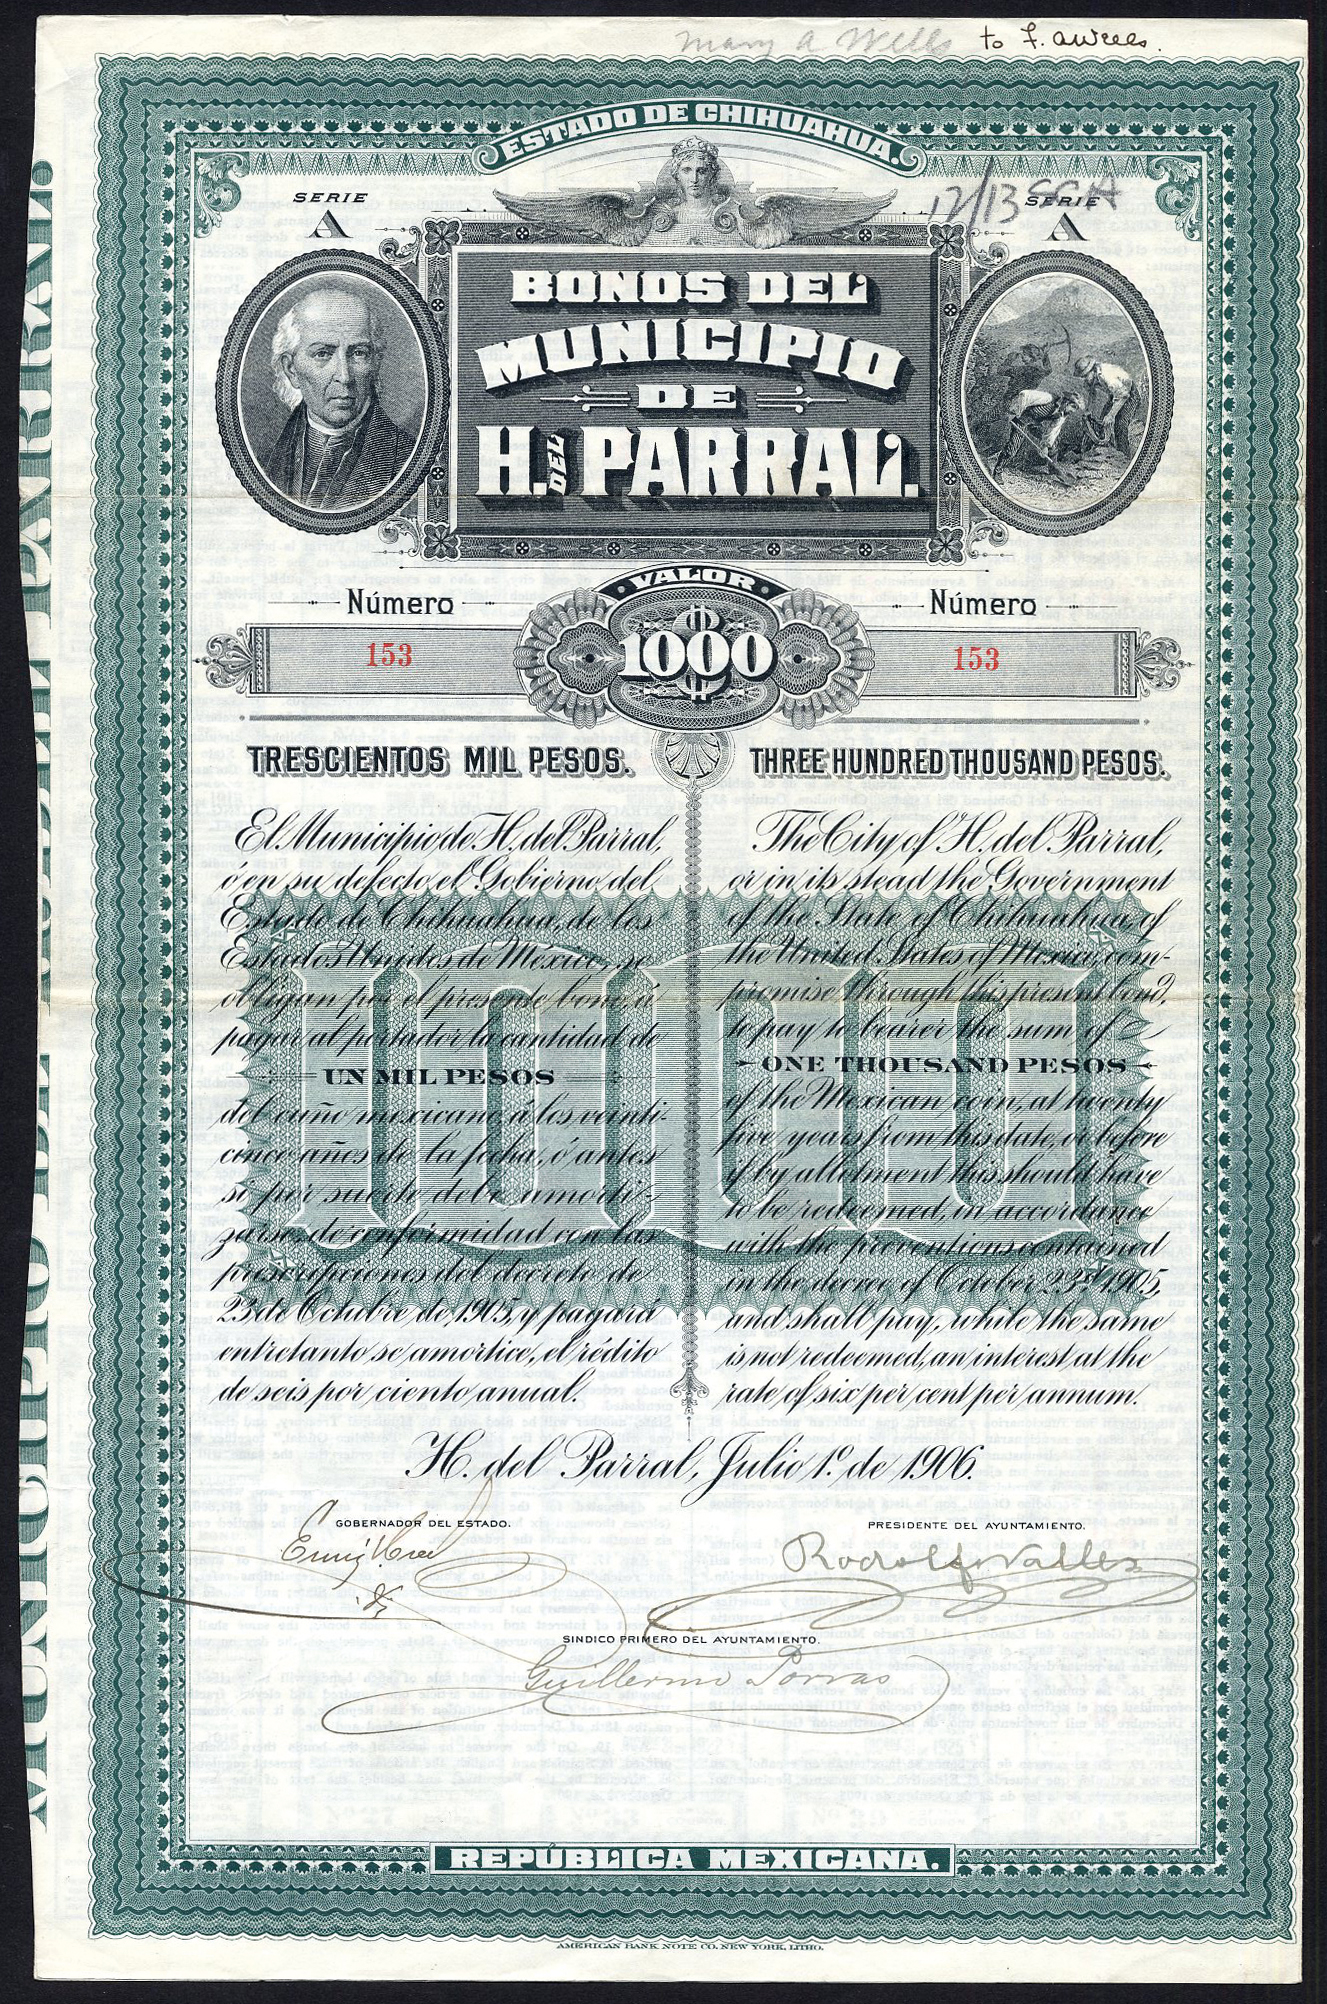 Mary A Wells to F. A Wells.
ESTADO DE CHIHUAHUA.
12/13
SERIE
A
SERIE
A
BONOS DEL
MUNICIPIO
DE
H. DEL PARRAL.
VALOR
Número
Número
153
$1000
153
TRESCIENTOS MIL PESOS.
El Municipio de H. del Parral,
ó en su defecto el Gobierno del
Estado de Chihuahua, de los
Estados Unidos de México, se
obligan por el presente bono, á
pagar al portador la cantidad de
UN MIL PESOS
del cuño mexicano, á los veinti-
cinco años de la fecha, ó antes
si por suerte debe amorti-
zarse, de conformidad con las
prescripciones del decreto de
23 de Octubre de 1905, y pagará
entretanto se amortice, el rédito
de seis por ciento anual.
THREE HUNDRED THOUSAND PESOS.
The City of H. del Parral,
or in its stead the Government
of the State of Chihuahua, of
the United States of Mexico, com-
promise through this present bond,
to pay to bearer the sum of
ONE THOUSAND PESOS
of the Mexican coin, at twenty
five years from this date, or before
if by allotment this should have
to be redeemed, in accordance
with the preventions contained
in the decree of October 23rd 1905,
and shall pay, while the same
is not redeemed, an interest at the
rate of six per cent per annum.
1000
H. del Parral, Julio 1º de 1906.
GOBERNADOR DEL ESTADO.
PRESIDENTE DEL AYUNTAMIENTO.
Rodolfo Valles
SINDICO PRIMERO DEL AYUNTAMIENTO.
Guillermo Porras
REPÚBLICA MEXICANA.
AMERICAN BANK NOTE CO. NEW YORK, LITHO.